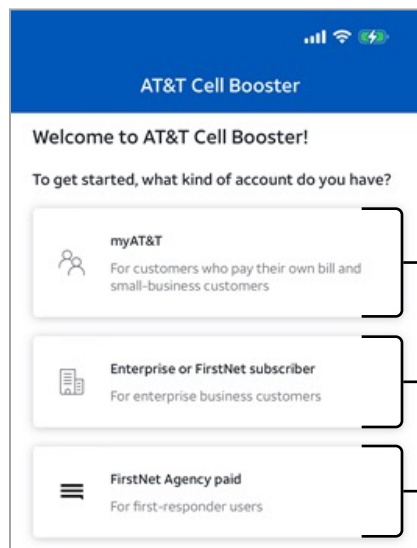 AT&T Cell Booster
Welcome to AT&T Cell Booster!
To get started, what kind of account do you have?
myAT&T
For customers who pay their own bill and
small-business customers
Enterprise or FirstNet subscriber
For enterprise business customers
FirstNet Agency paid
For first-responder users